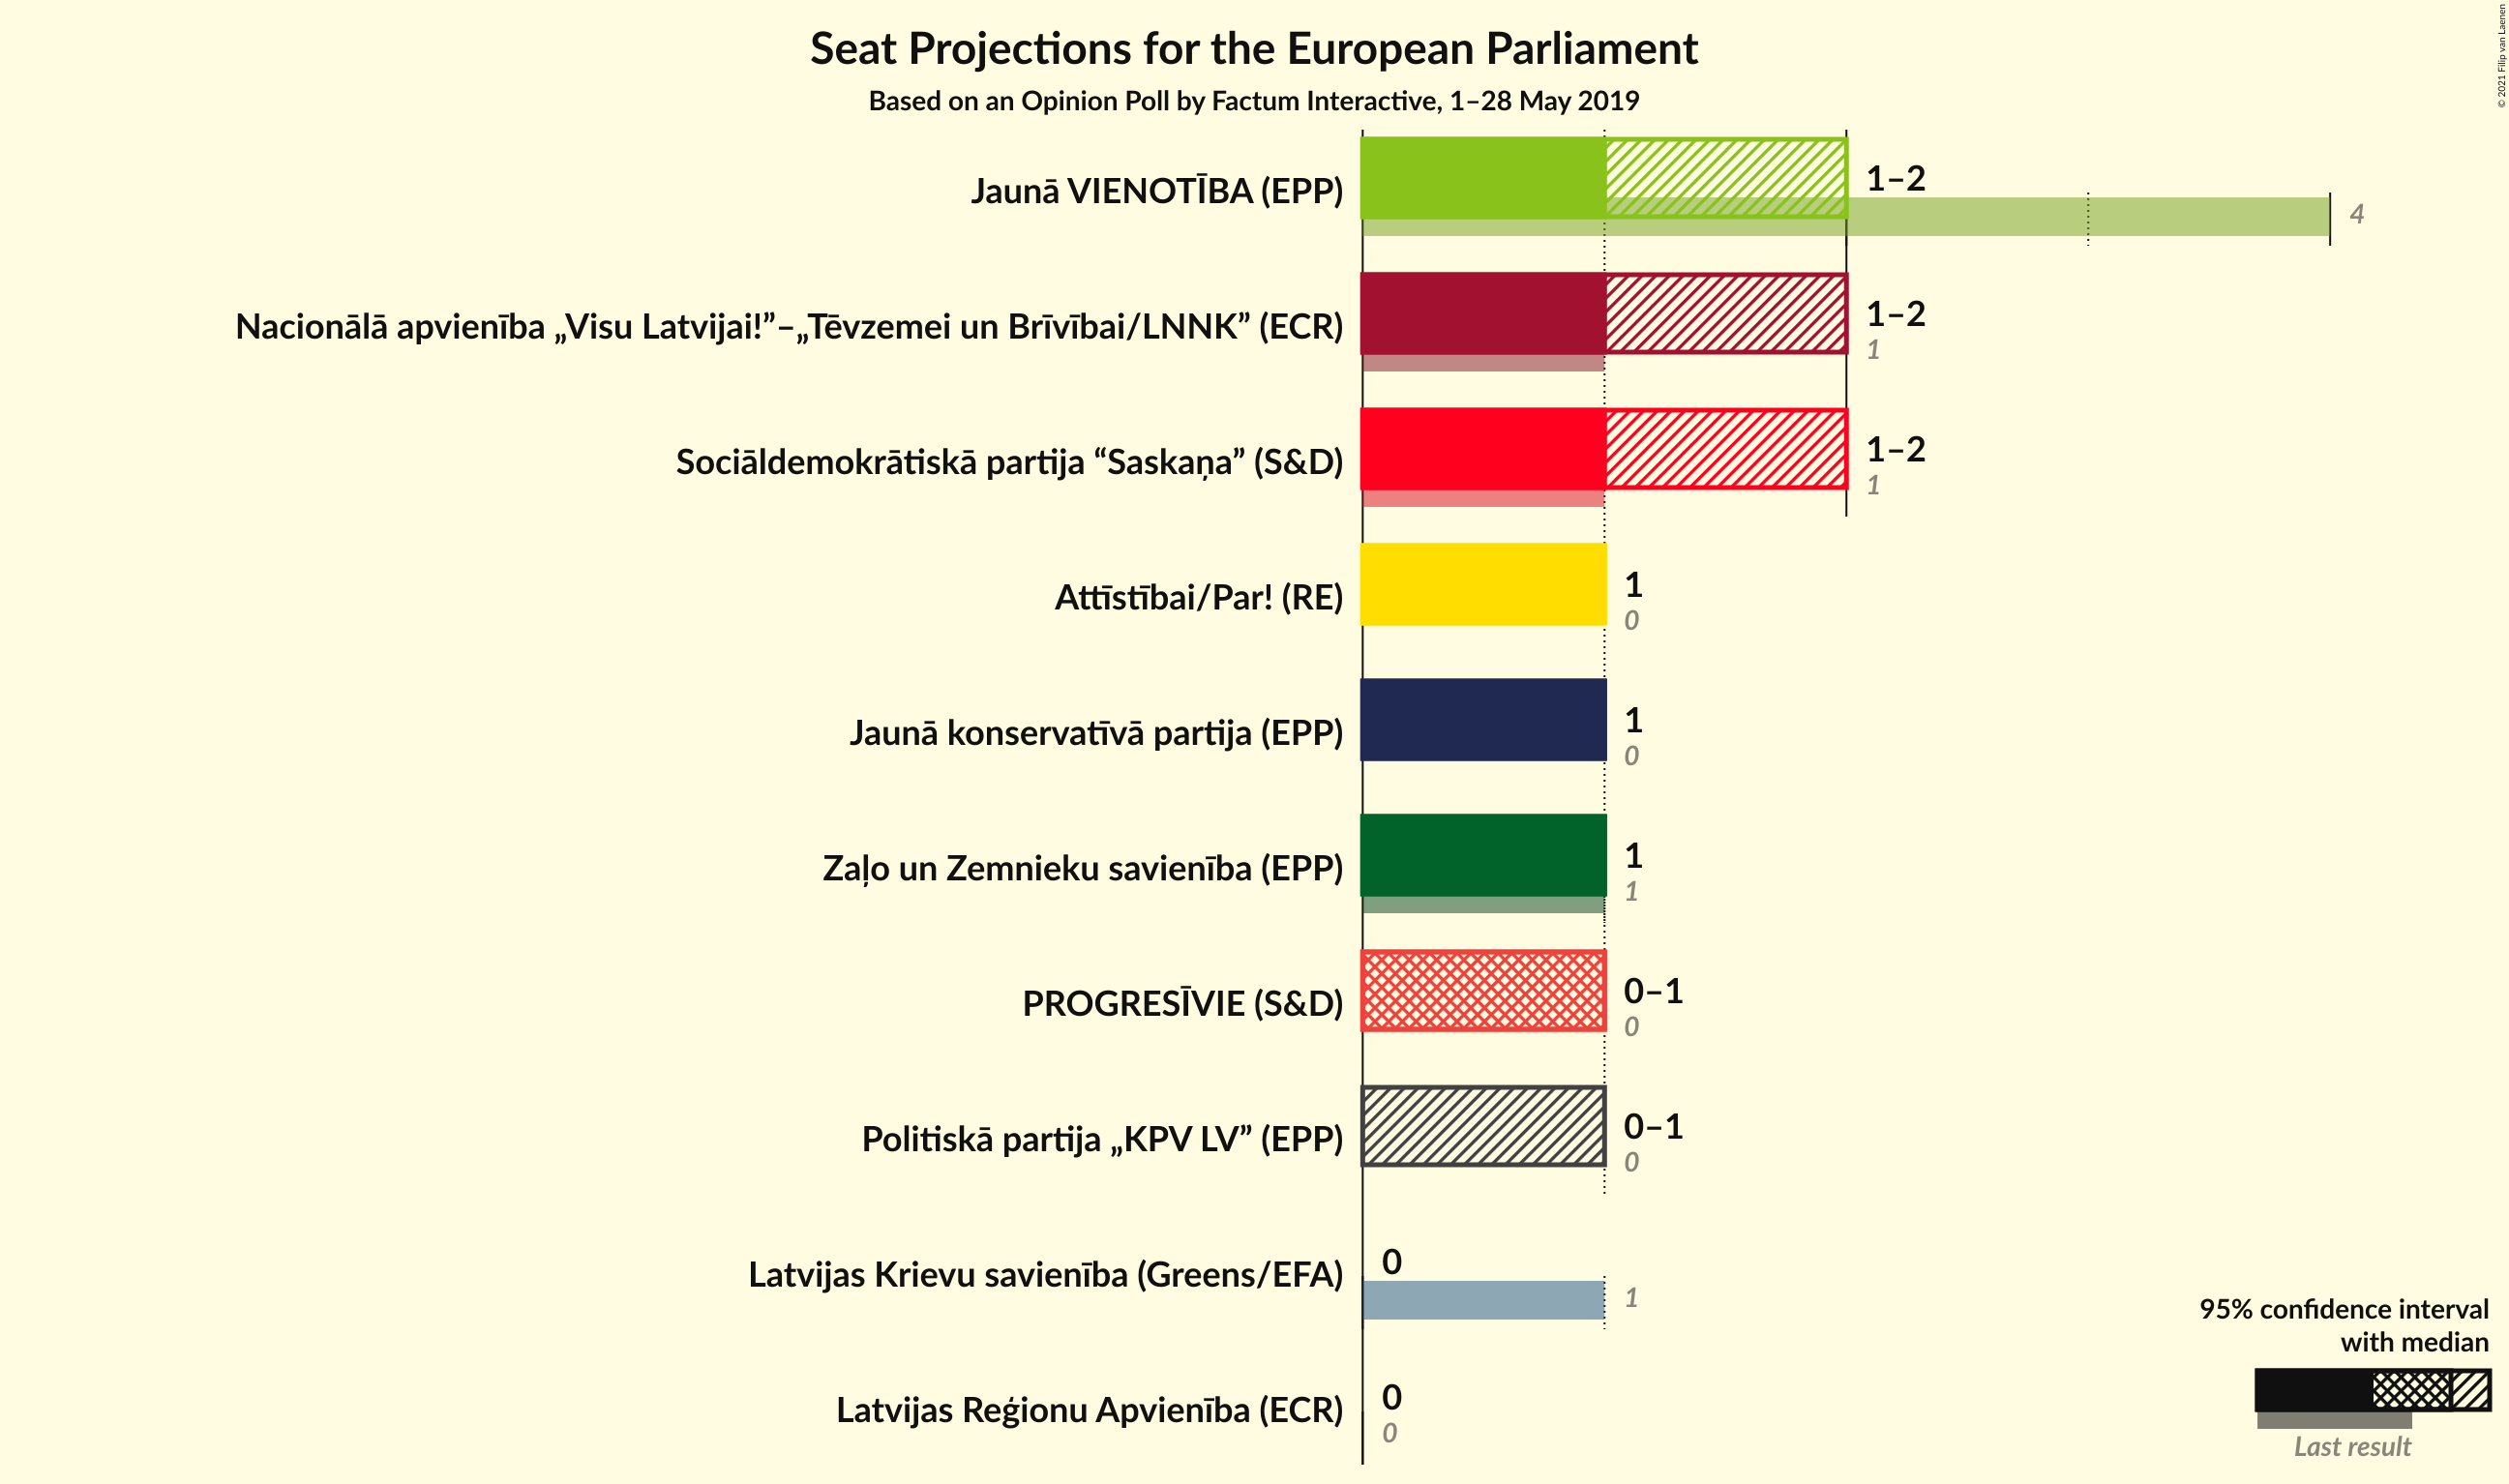 Seat Projections for the European Parliament
Based on an Opinion Poll by Factum Interactive, 1–28 May 2019
© 2021 Filip van Laenen
Jaunā VIENOTĪBA (EPP)
1–2
4
Nacionālā apvienība „Visu Latvijai!”–„Tēvzemei un Brīvībai/LNNK” (ECR)
1–2
1
Sociāldemokrātiskā partija “Saskaņa” (S&D)
1–2
1
Attīstībai/Par! (RE)
1
0
Jaunā konservatīvā partija (EPP)
1
0
Zaļo un Zemnieku savienība (EPP)
1
1
PROGRESĪVIE (S&D)
0–1
0
Politiskā partija „KPV LV” (EPP)
0–1
0
Latvijas Krievu savienība (Greens/EFA)
0
1
Latvijas Reģionu Apvienība (ECR)
0
0
95% confidence interval
with median
Last result